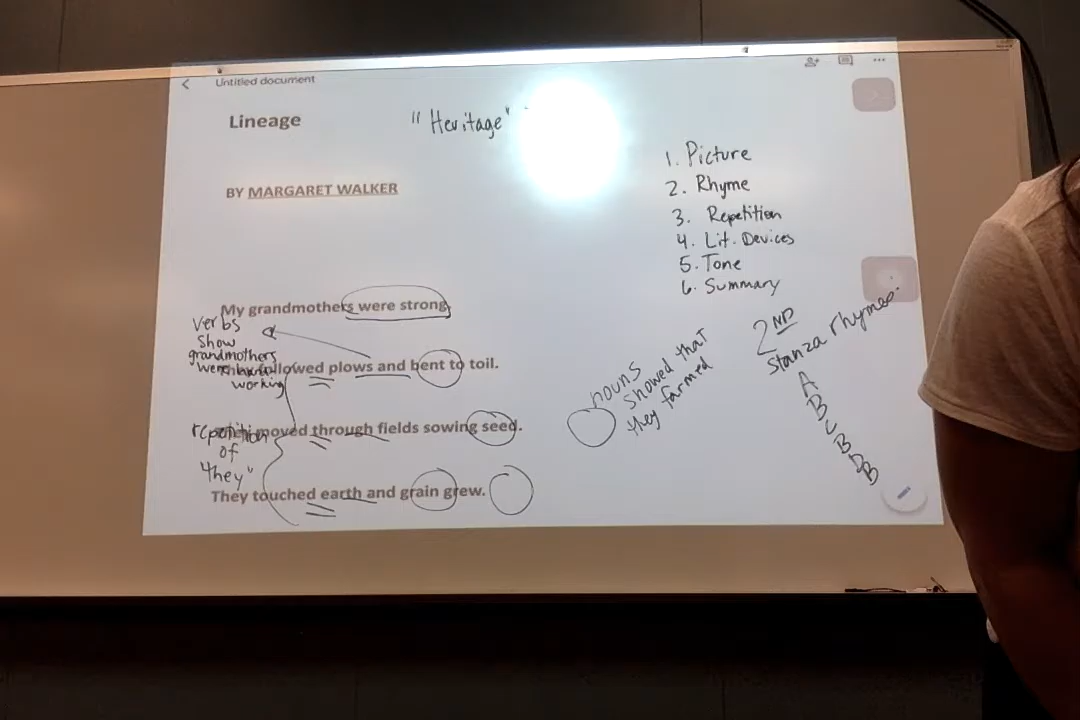 Untitled document
Lineage
"Heritage"
BY MARGARET WALKER
1. Picture
2. Rhyme
3. Repetition
4. Lit. Devices
5. Tone
6. Summary
My grandmothers were strong.
verbs
show
grandmothers
were
working
followed plows and bent to toil.
moved through fields sowing seed.
repetition
of
"they"
They touched earth and grain grew.
nouns
showed that
they farmed
2ND
Stanza rhymes.
A
B
C
B
D
B